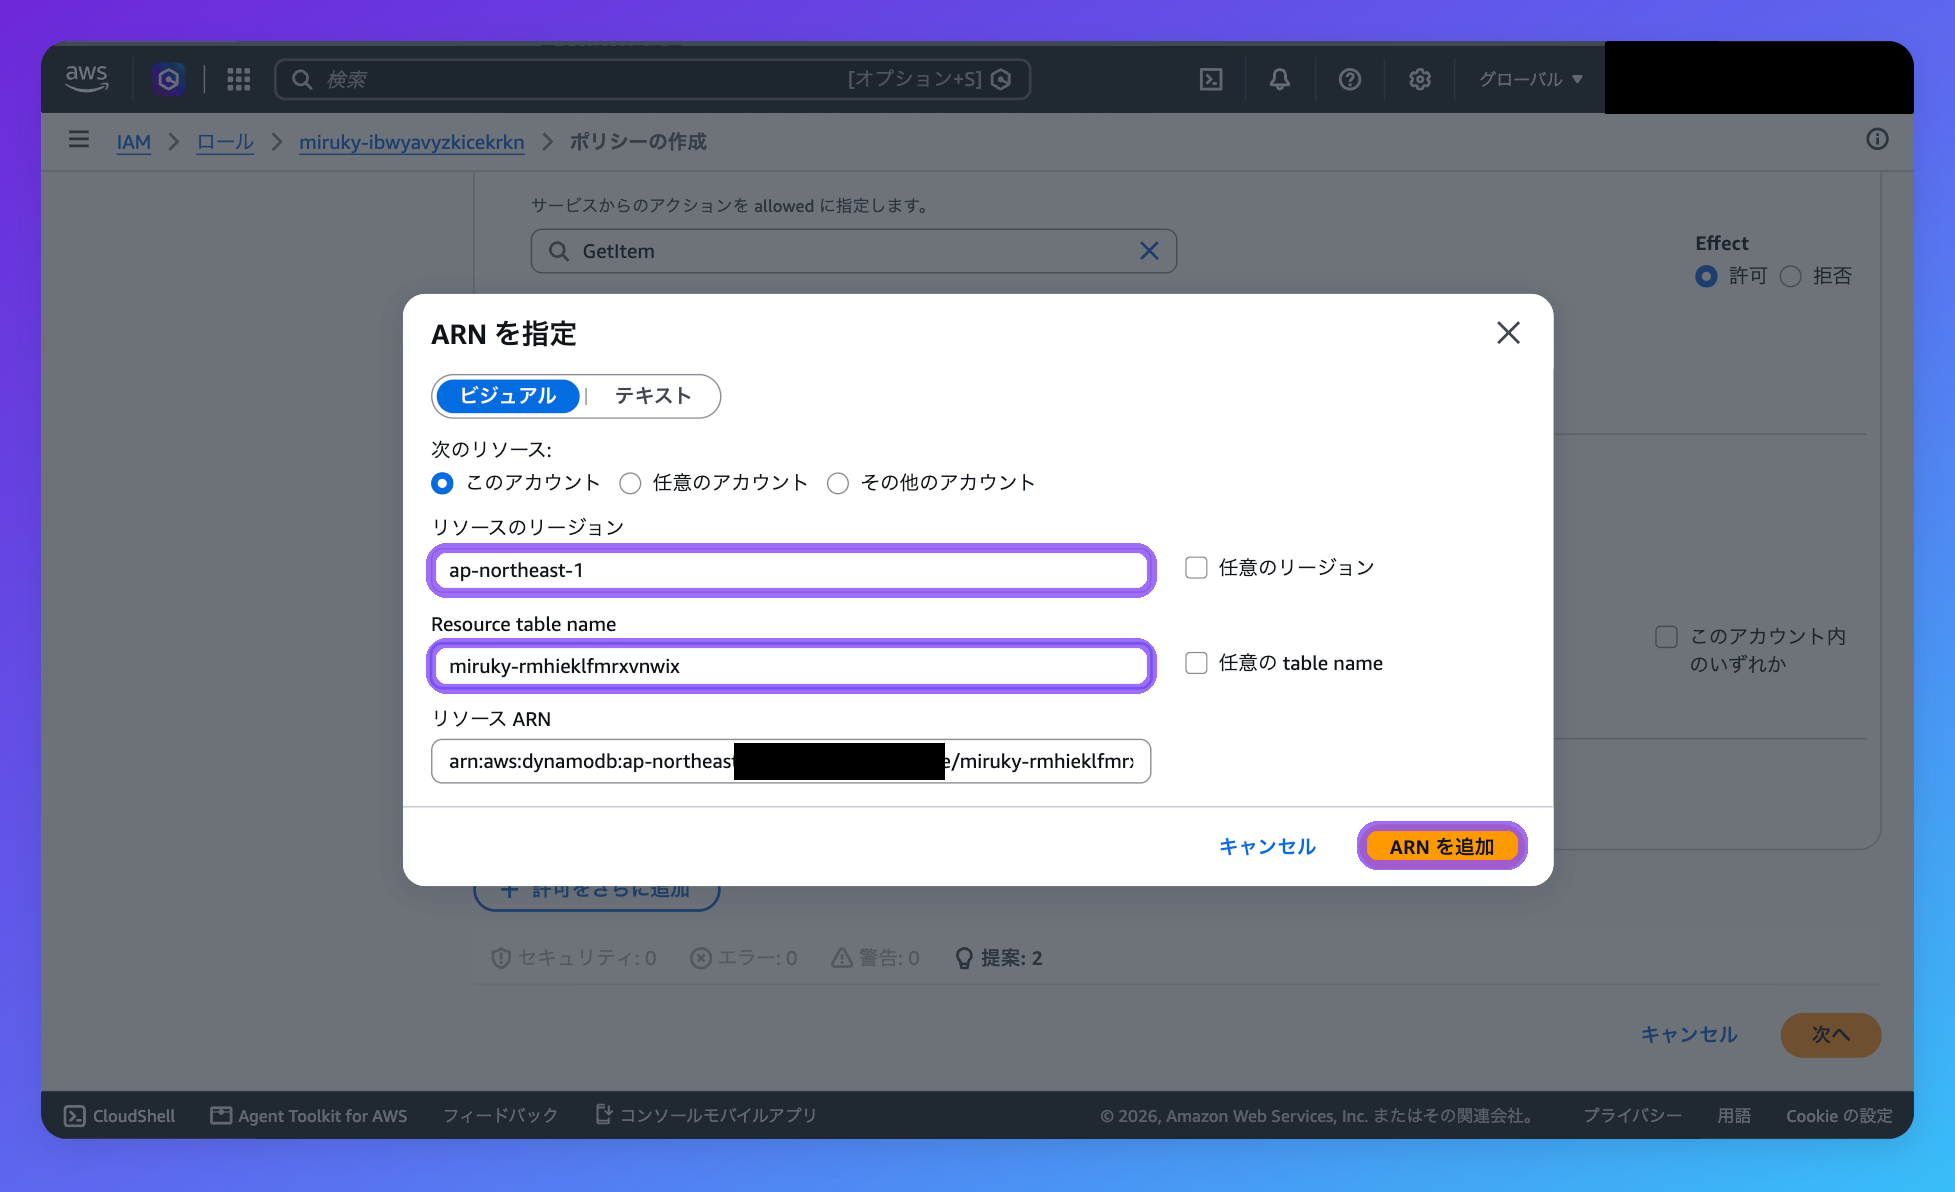 aws
検索
[オプション+S]
グローバル
IAM
ロール
miruky-ibwyavyzkicekrkn
ポリシーの作成
サービスからのアクションを allowed に指定します。
GetItem
Effect
許可
拒否
ARN を指定
ビジュアル
テキスト
次のリソース:
このアカウント
任意のアカウント
その他のアカウント
リソースのリージョン
ap-northeast-1
任意のリージョン
Resource table name
miruky-rmhieklfmrxvnwix
任意の table name
このアカウント内
のいずれか
リソース ARN
arn:aws:dynamodb:ap-northeast
e/miruky-rmhieklfmrx
キャンセル
ARN を追加
許可をさらに追加
セキュリティ: 0
エラー: 0
警告: 0
提案: 2
キャンセル
次へ
CloudShell
Agent Toolkit for AWS
フィードバック
コンソールモバイルアプリ
© 2026, Amazon Web Services, Inc. またはその関連会社。
プライバシー
用語
Cookie の設定